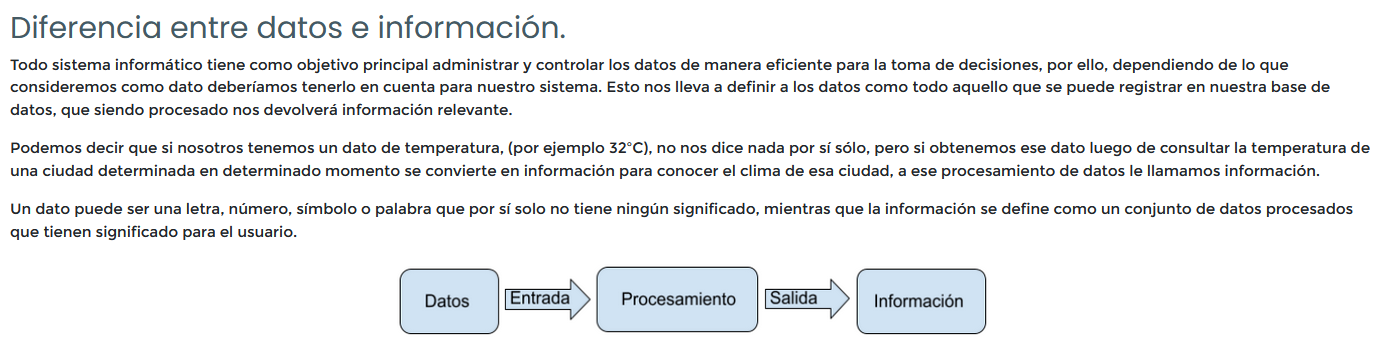 Diferencia entre datos e información.
Todo sistema informático tiene como objetivo principal administrar y controlar los datos de manera eficiente para la toma de decisiones, por ello, dependiendo de lo que
consideremos como dato deberíamos tenerlo en cuenta para nuestro sistema. Esto nos lleva a definir a los datos como todo aquello que se puede registrar en nuestra base de
datos, que siendo procesado nos devolverá información relevante.
Podemos decir que si nosotros tenemos un dato de temperatura, (por ejemplo 32°C), no nos dice nada por sí sólo, pero si obtenemos ese dato luego de consultar la temperatura de
una ciudad determinada en determinado momento se convierte en información para conocer el clima de esa ciudad, a ese procesamiento de datos le llamamos información.
Un dato puede ser una letra, número, símbolo o palabra que por sí solo no tiene ningún significado, mientras que la información se define como un conjunto de datos procesados
que tienen significado para el usuario.
Datos Entrada Procesamiento Salida Información